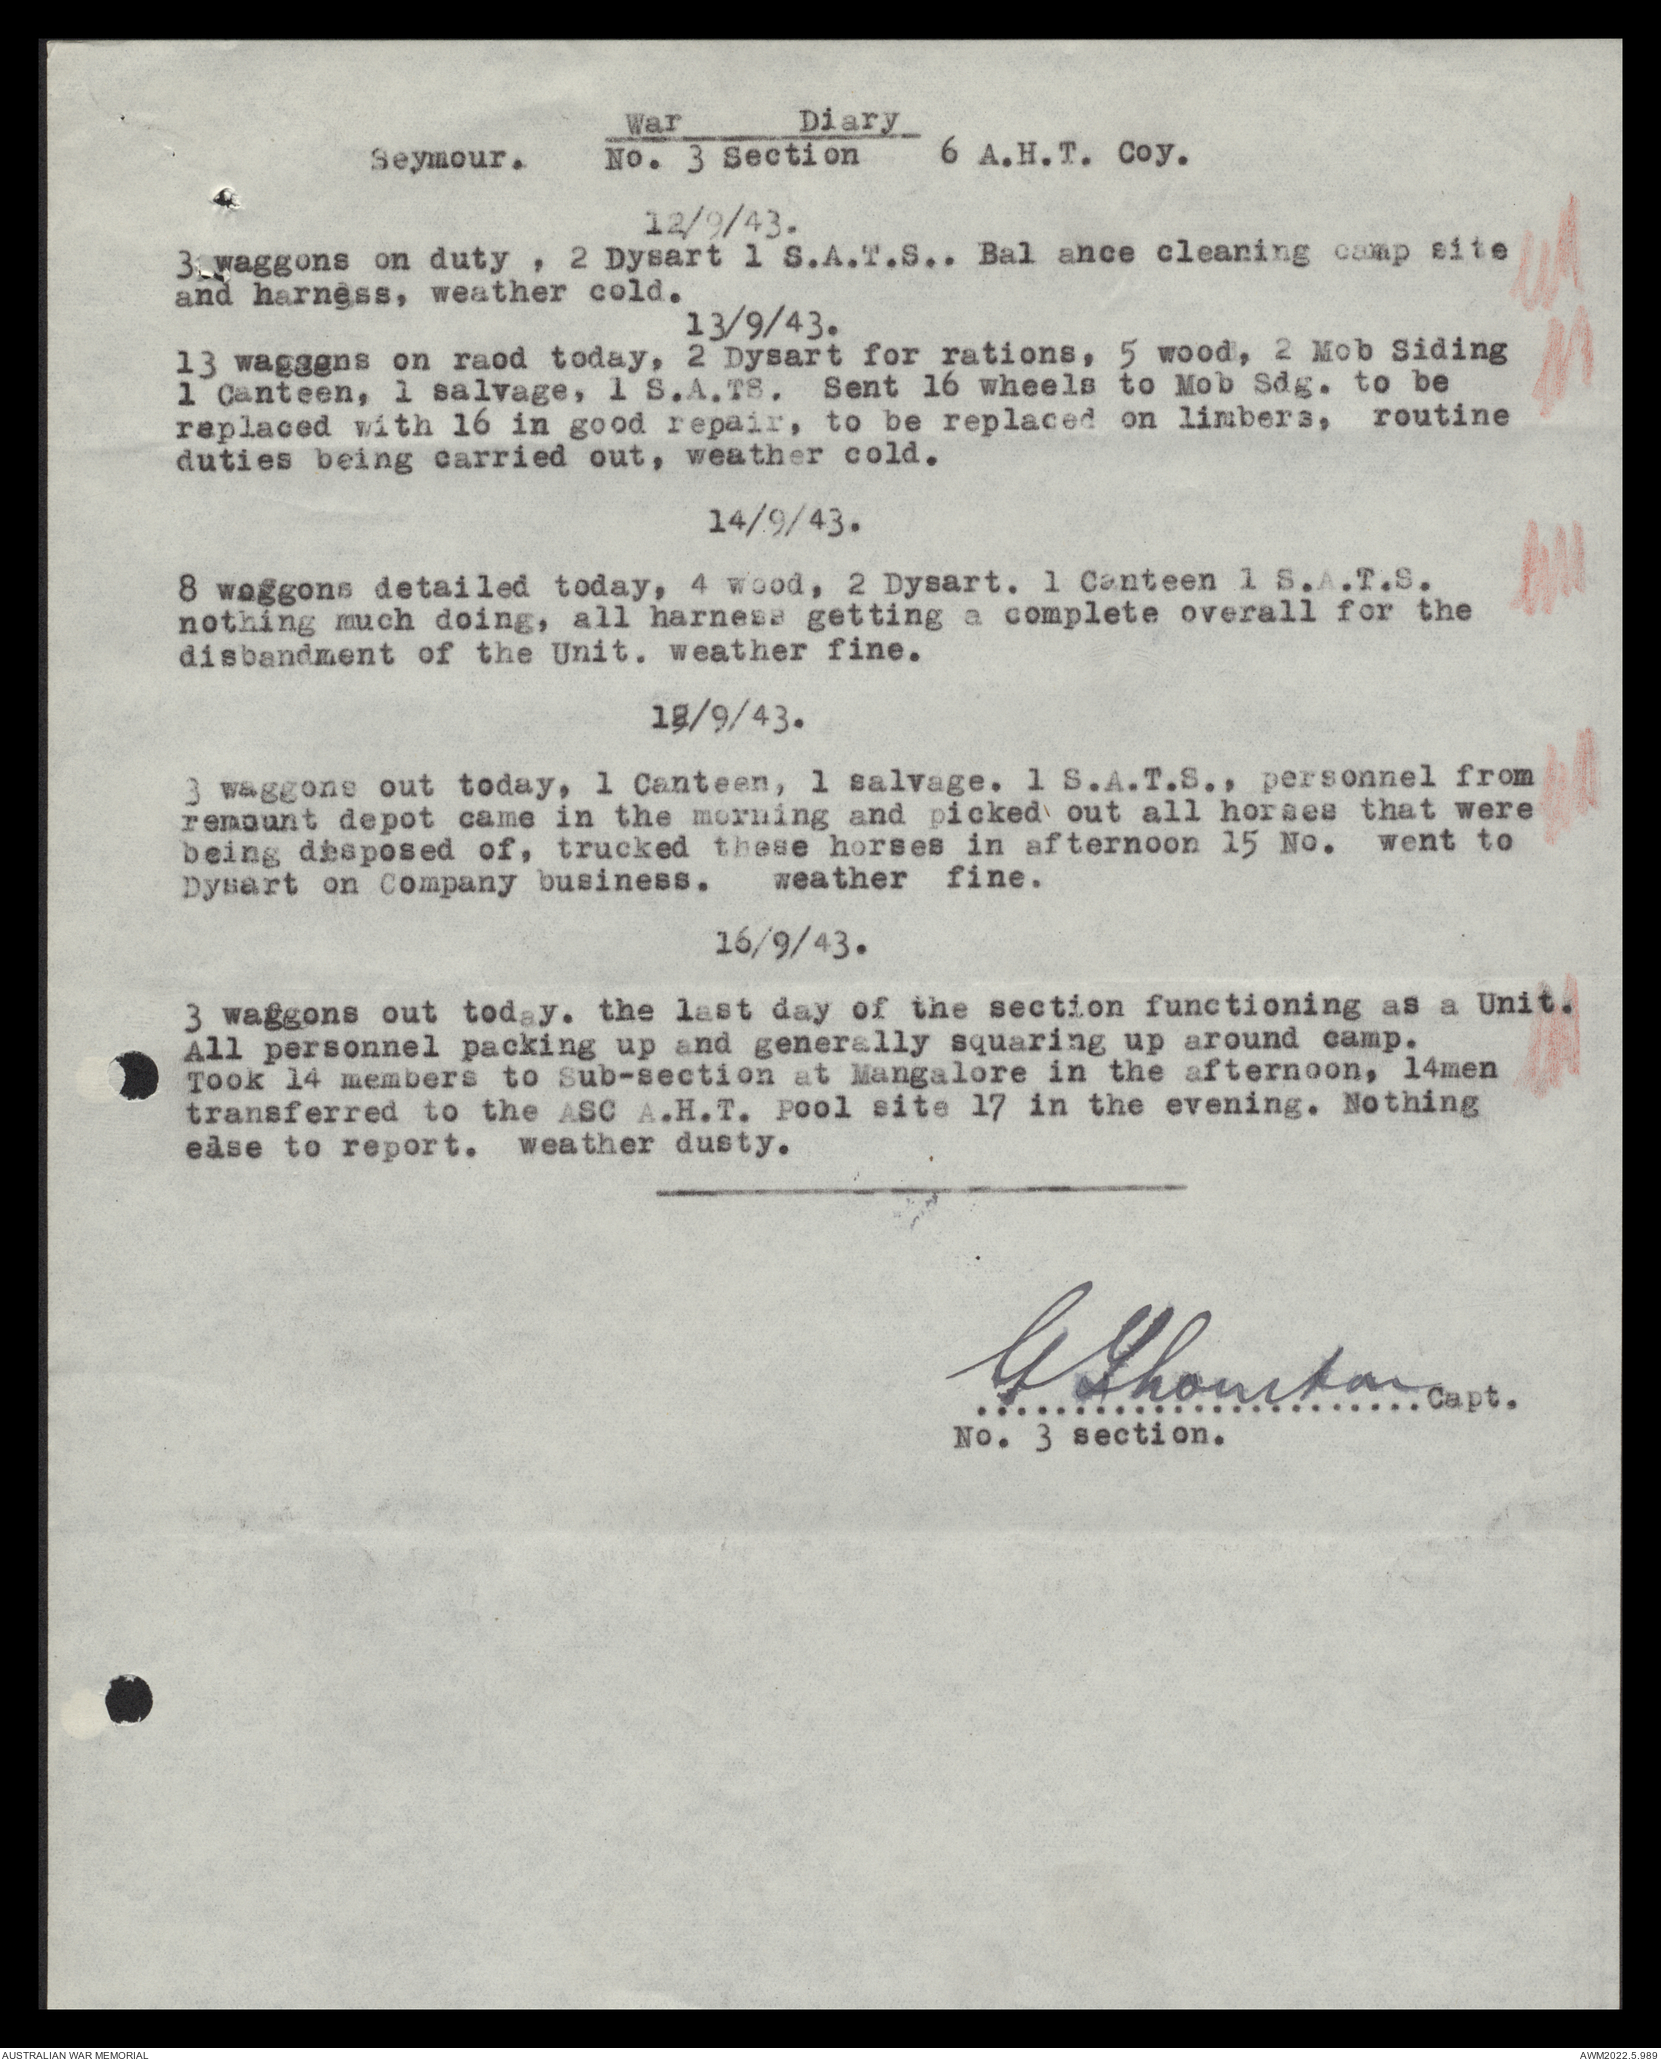 War Diary
Seymour. No. 3 Section 6 A.H.T. Coy.
12/9/43.
3 waggons on duty , 2 Dysart 1 S.A.T.S.. Bal ance cleaning camp site
and harness, weather cold.
13/9/43.
13 waggons on raod today, 2 Dysart for rations, 5 wood, 2 Mob Siding
1 Canteen, 1 salvage, 1 S.A.TS. Sent 16 wheels to Mob Sdg. to be
replaced with 16 in good repair, to be replaced on limbers, routine
duties being carried out, weather cold.
14/9/43.
8 waggons detailed today, 4 wood, 2 Dysart. 1 Canteen 1 S.A.T.S.
nothing much doing, all harness getting a complete overall for the
disbandment of the Unit. weather fine.
/9/43.
3 waggons out today, 1 Canteen, 1 salvage. 1 S.A.T.S., personnel from
remount depot came in the morning and picked out all horses that were
being disposed of, trucked these horses in afternoon 15 No. went to
Dysart on Company business. weather fine.
16/9/43.
3 waggons out today. the last day of the section functioning as a Unit.
All personnel packing up and generally squaring up around camp.
Took 14 members to Sub-section at Mangalore in the afternoon, 14men
transferred to the ASC A.H.T. Pool site 17 in the evening. Nothing
else to report. weather dusty.
Capt.
No. 3 section.
AUSTRALIAN WAR MEMORIAL AWM2022.5.989